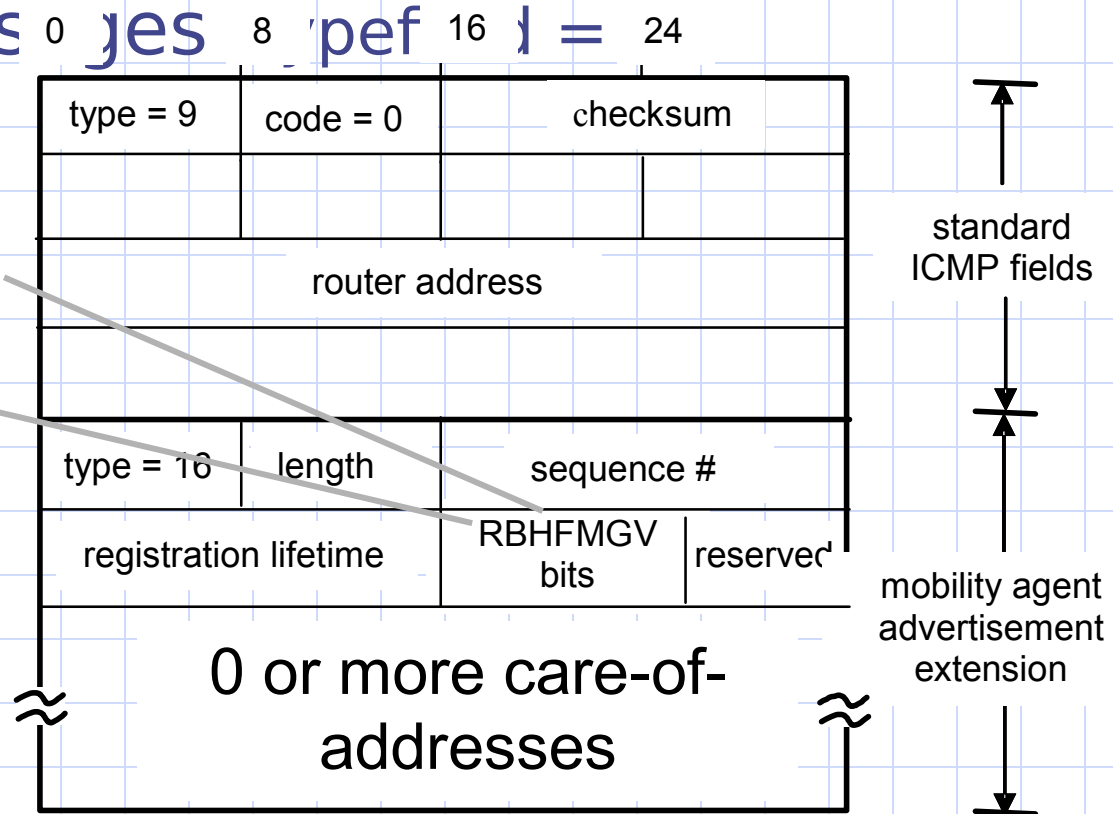 0 8 16 24
type = 9 code = 0 checksum
standard
ICMP fields
router address
type = 16 length sequence #
registration lifetime RBHFMGV
bits reserved
mobility agent
advertisement
extension
0 or more care-of-
addresses